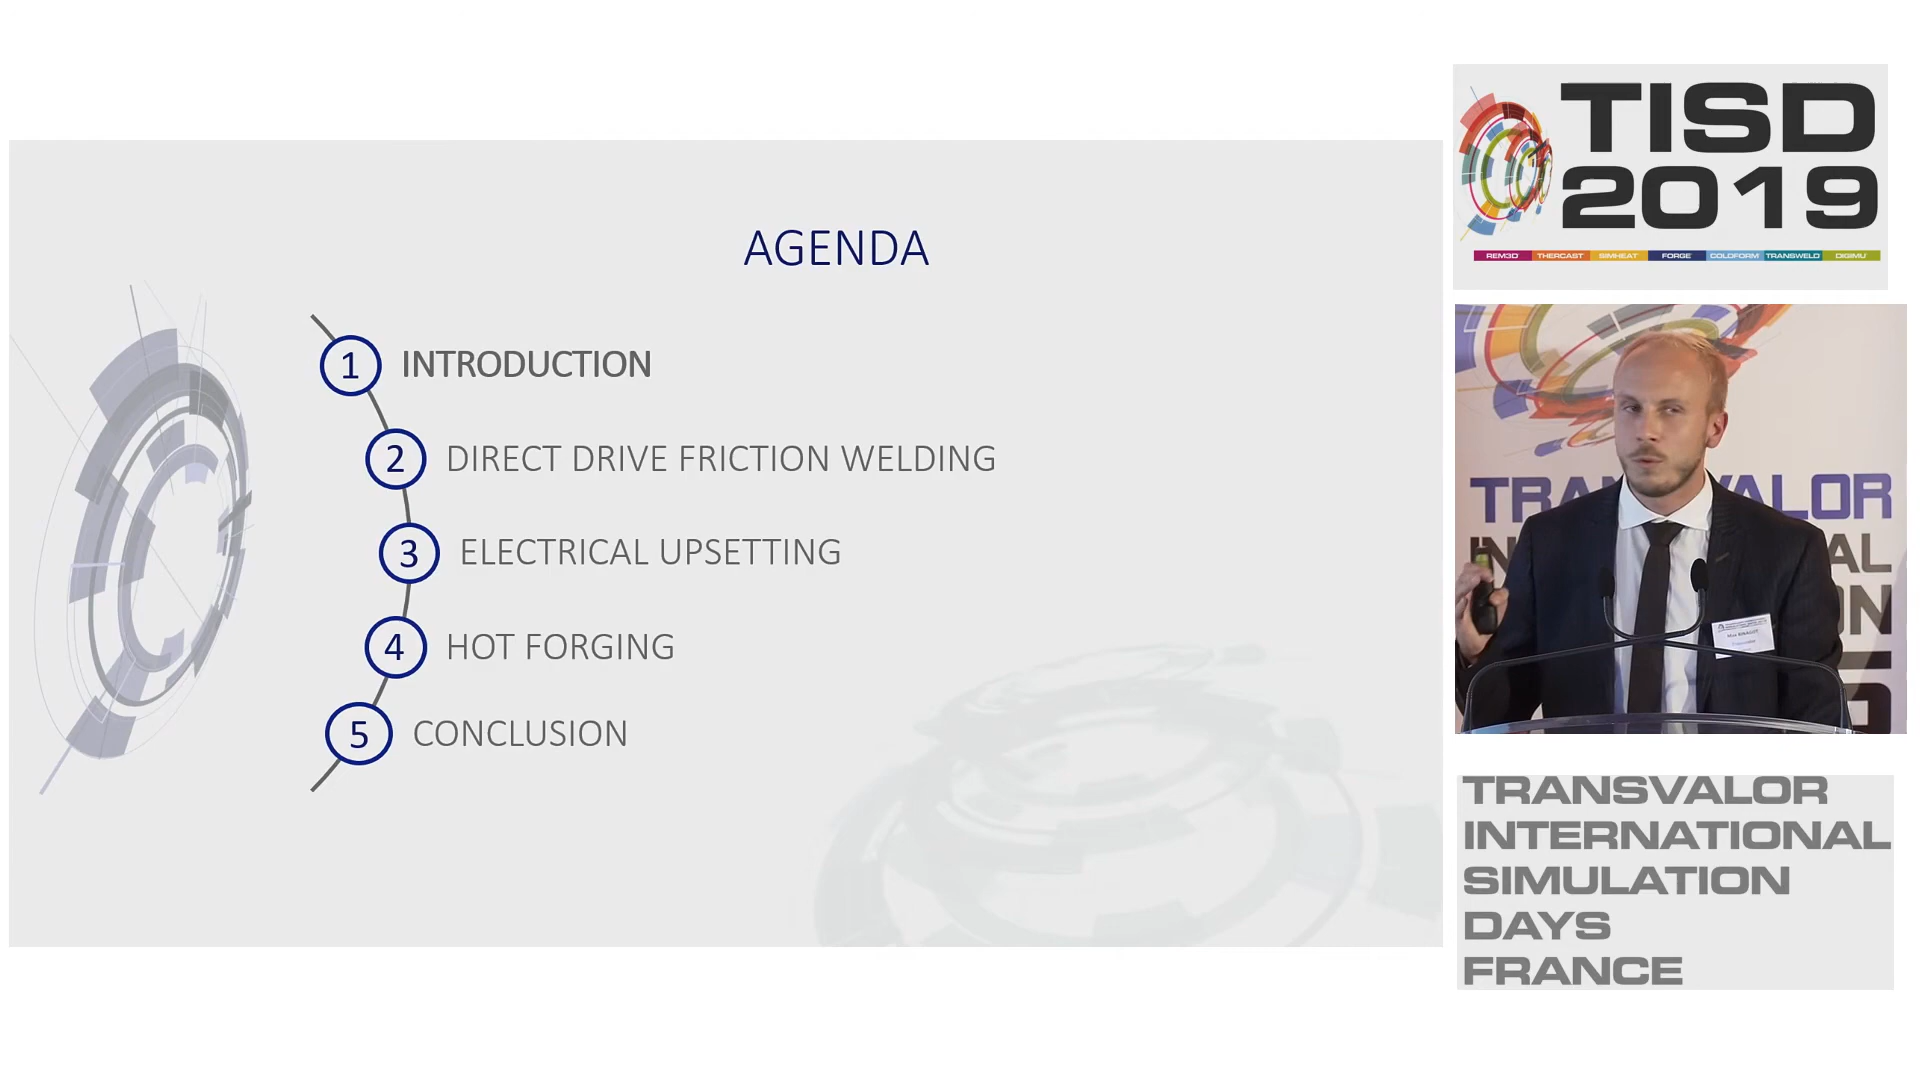 AGENDA
1 INTRODUCTION
2 DIRECT DRIVE FRICTION WELDING
3 ELECTRICAL UPSETTING
4 HOT FORGING
5 CONCLUSION
TISD
2019
REM3D THERCAST SIMHEAT FORGE COLDFORM TRANSWELD DIGIMU
TRANSVALOR
INTERNATIONAL
SIMULATION
DAYS
FRANCE